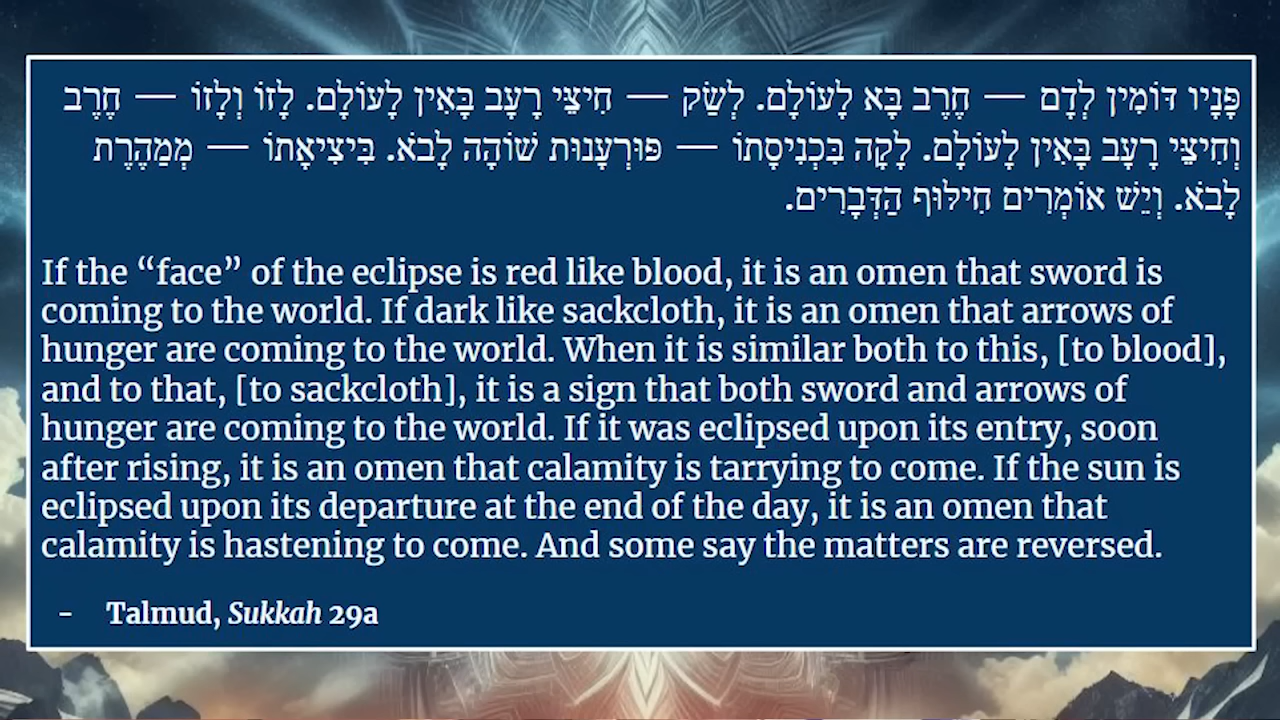 פָּנָיו דּוֹמִין לְדָם — חֶרֶב בָּא לָעוֹלָם. לְשַׂק — חִיצֵּי רָעָב בָּאִין לָעוֹלָם. לָזוֹ וְלָזוֹ — חֶרֶב
וְחִיצֵּי רָעָב בָּאִין לָעוֹלָם. לָקָה בִּכְנִיסָתוֹ — פּוּרְעָנוּת שׁוֹהָה לָבֹא. בִּיצִיאָתוֹ — מְמַהֶרֶת
לָבֹא. וְיֵשׁ אוֹמְרִים חִילּוּף הַדְּבָרִים.
If the “face” of the eclipse is red like blood, it is an omen that sword is
coming to the world. If dark like sackcloth, it is an omen that arrows of
hunger are coming to the world. When it is similar both to this, [to blood],
and to that, [to sackcloth], it is a sign that both sword and arrows of
hunger are coming to the world. If it was eclipsed upon its entry, soon
after rising, it is an omen that calamity is tarrying to come. If the sun is
eclipsed upon its departure at the end of the day, it is an omen that
calamity is hastening to come. And some say the matters are reversed.
- Talmud, Sukkah 29a